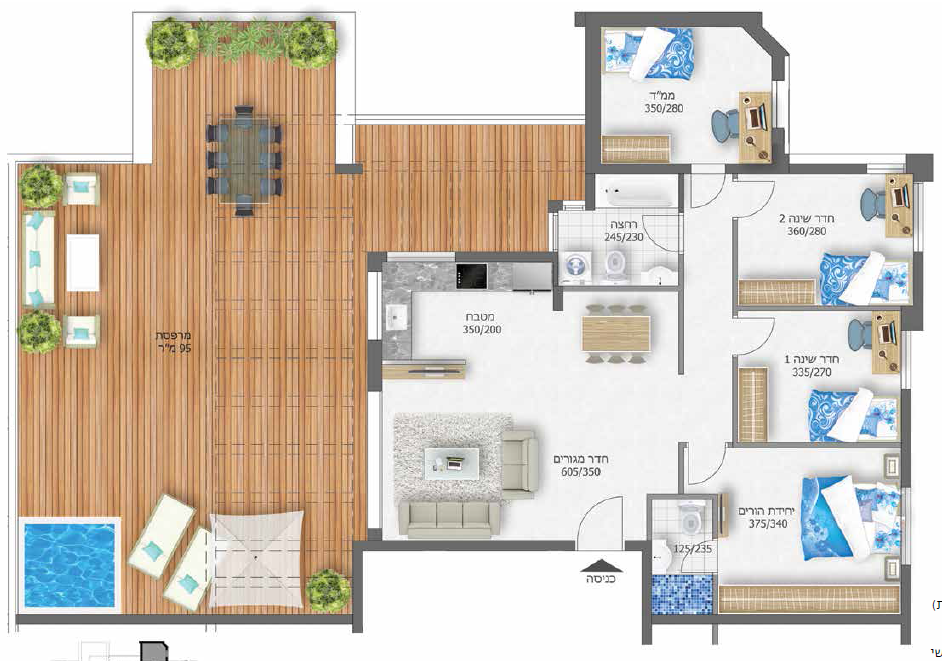 ממ"ד
350/280
חדר שינה 2
360/280
רחצה
245/230
מטבח
350/200
מרפסת
95 מ"ר
חדר שינה 1
335/270
חדר מגורים
605/350
יחידת הורים
375/340
125/235
כניסה
ת)
שי